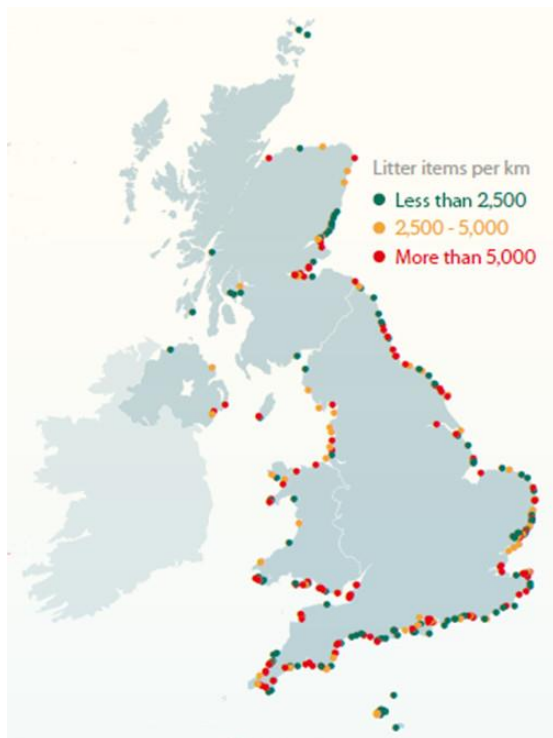 Litter items per km
Less than 2,500
2,500 - 5,000
More than 5,000